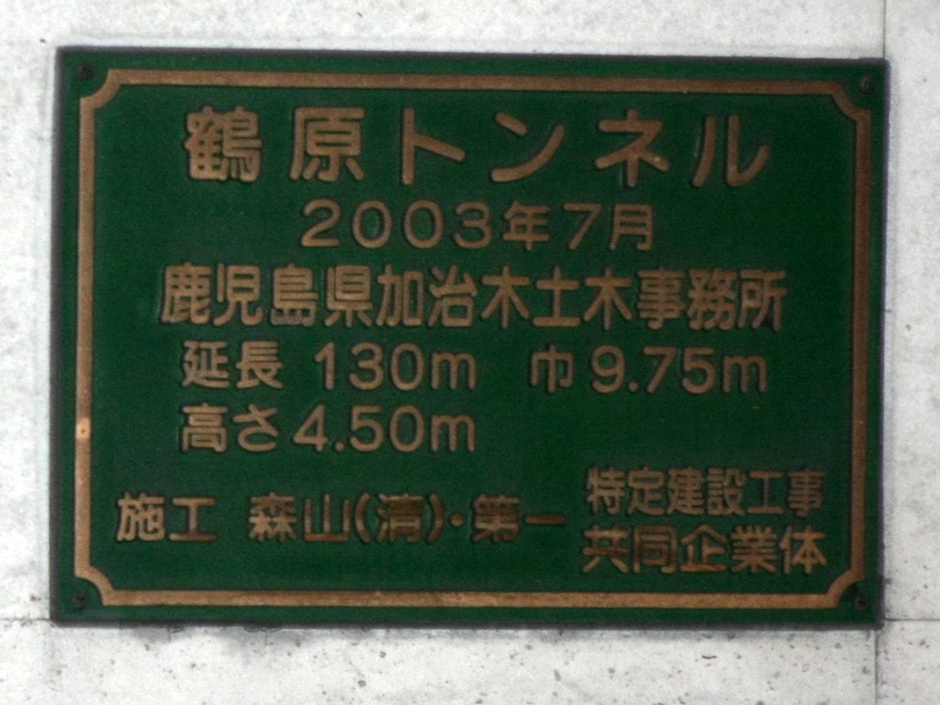 鶴原トンネル
2003年7月
鹿児島県加治木土木事務所
延長 130m 巾 9.75m
高さ 4.50m
施工 森山(清)・第一 特定建設工事
共同企業体